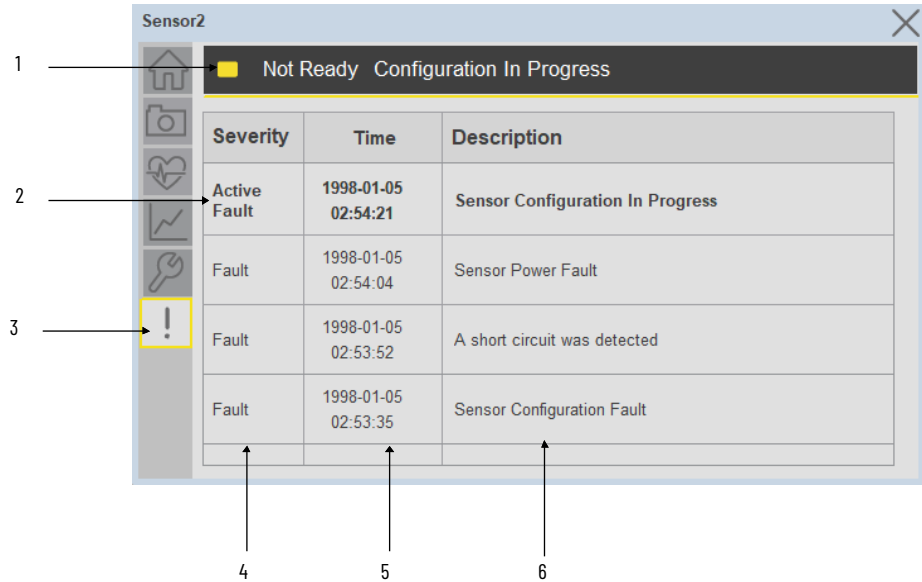 Sensor2
1
Not Ready Configuration In Progress
Severity Time Description
2
Active
Fault
1998-01-05
02:54:21
Sensor Configuration In Progress
Fault
1998-01-05
02:54:04
Sensor Power Fault
3
!
Fault
1998-01-05
02:53:52
A short circuit was detected
Fault
1998-01-05
02:53:35
Sensor Configuration Fault
4 5 6